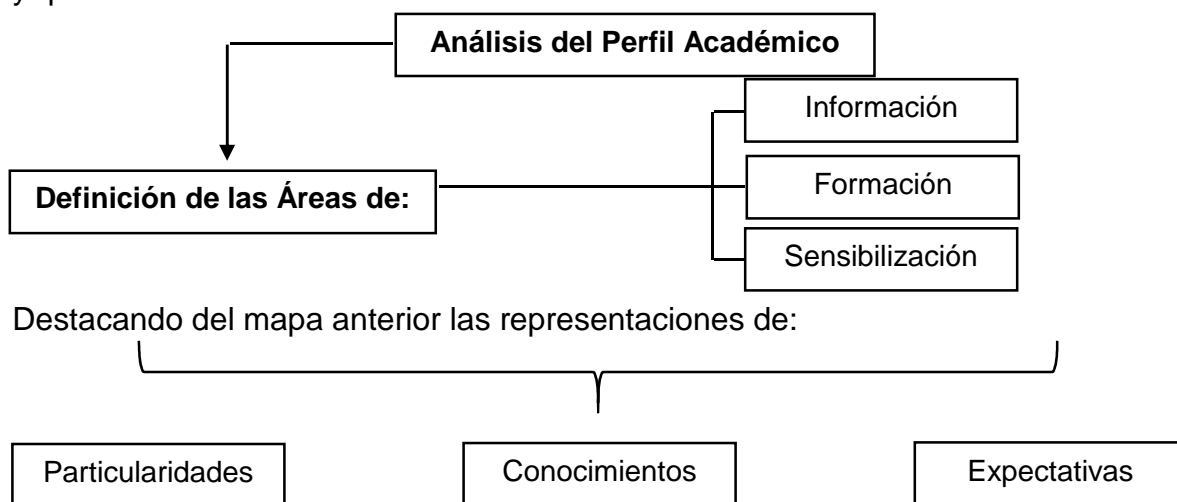 Análisis del Perfil Académico
Información
Definición de las Áreas de:
Formación
Sensibilización
Destacando del mapa anterior las representaciones de:
Particularidades
Conocimientos
Expectativas